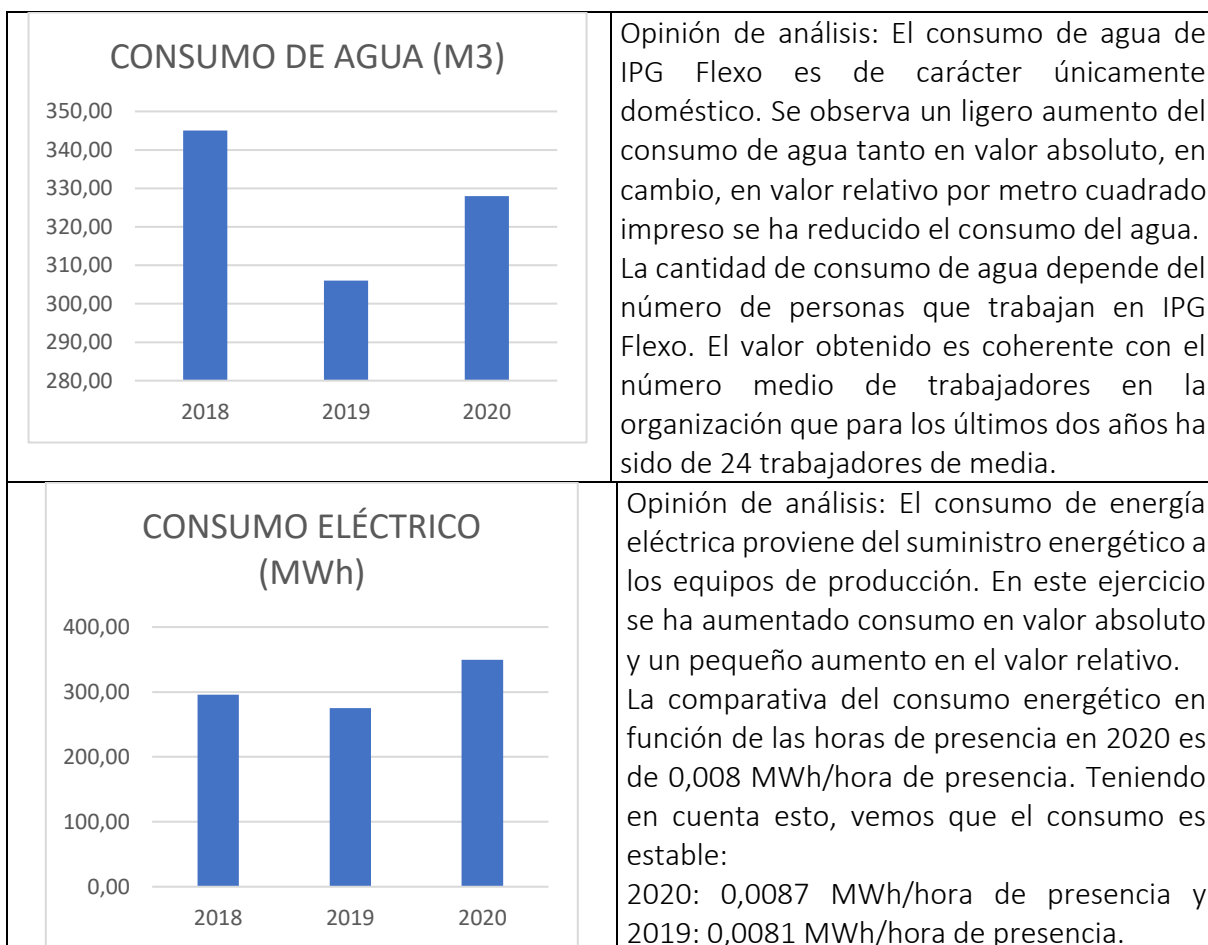 CONSUMO DE AGUA (M3)
350,00
340,00
330,00
320,00
310,00
300,00
290,00
280,00
2018 2019 2020
Opinión de análisis: El consumo de agua de
IPG Flexo es de carácter únicamente
doméstico. Se observa un ligero aumento del
consumo de agua tanto en valor absoluto, en
cambio, en valor relativo por metro cuadrado
impreso se ha reducido el consumo del agua.
La cantidad de consumo de agua depende del
número de personas que trabajan en IPG
Flexo. El valor obtenido es coherente con el
número medio de trabajadores en la
organización que para los últimos dos años ha
sido de 24 trabajadores de media.
CONSUMO ELÉCTRICO
(MWh)
400,00
300,00
200,00
100,00
0,00
2018 2019 2020
Opinión de análisis: El consumo de energía
eléctrica proviene del suministro energético a
los equipos de producción. En este ejercicio
se ha aumentado consumo en valor absoluto
y un pequeño aumento en el valor relativo.
La comparativa del consumo energético en
función de las horas de presencia en 2020 es
de 0,008 MWh/hora de presencia. Teniendo
en cuenta esto, vemos que el consumo es
estable:
2020: 0,0087 MWh/hora de presencia y
2019: 0,0081 MWh/hora de presencia.